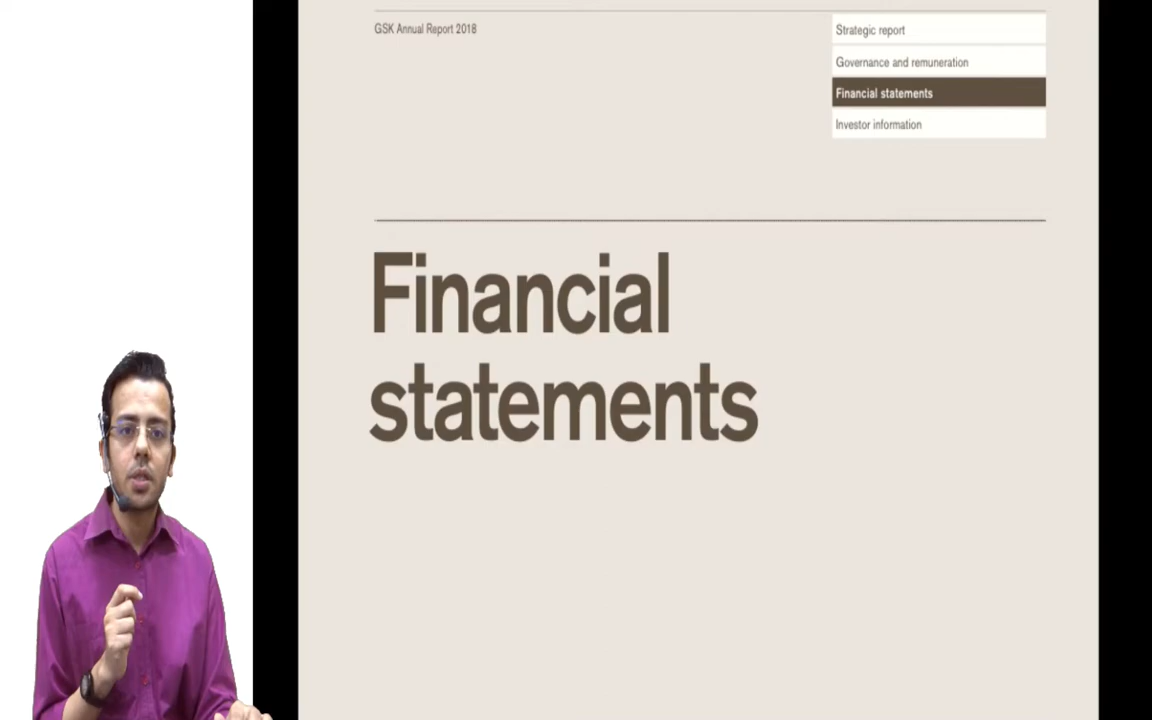 GSK Annual Report 2018
Strategic report
Governance and remuneration
Financial statements
Investor information
Financial
statements